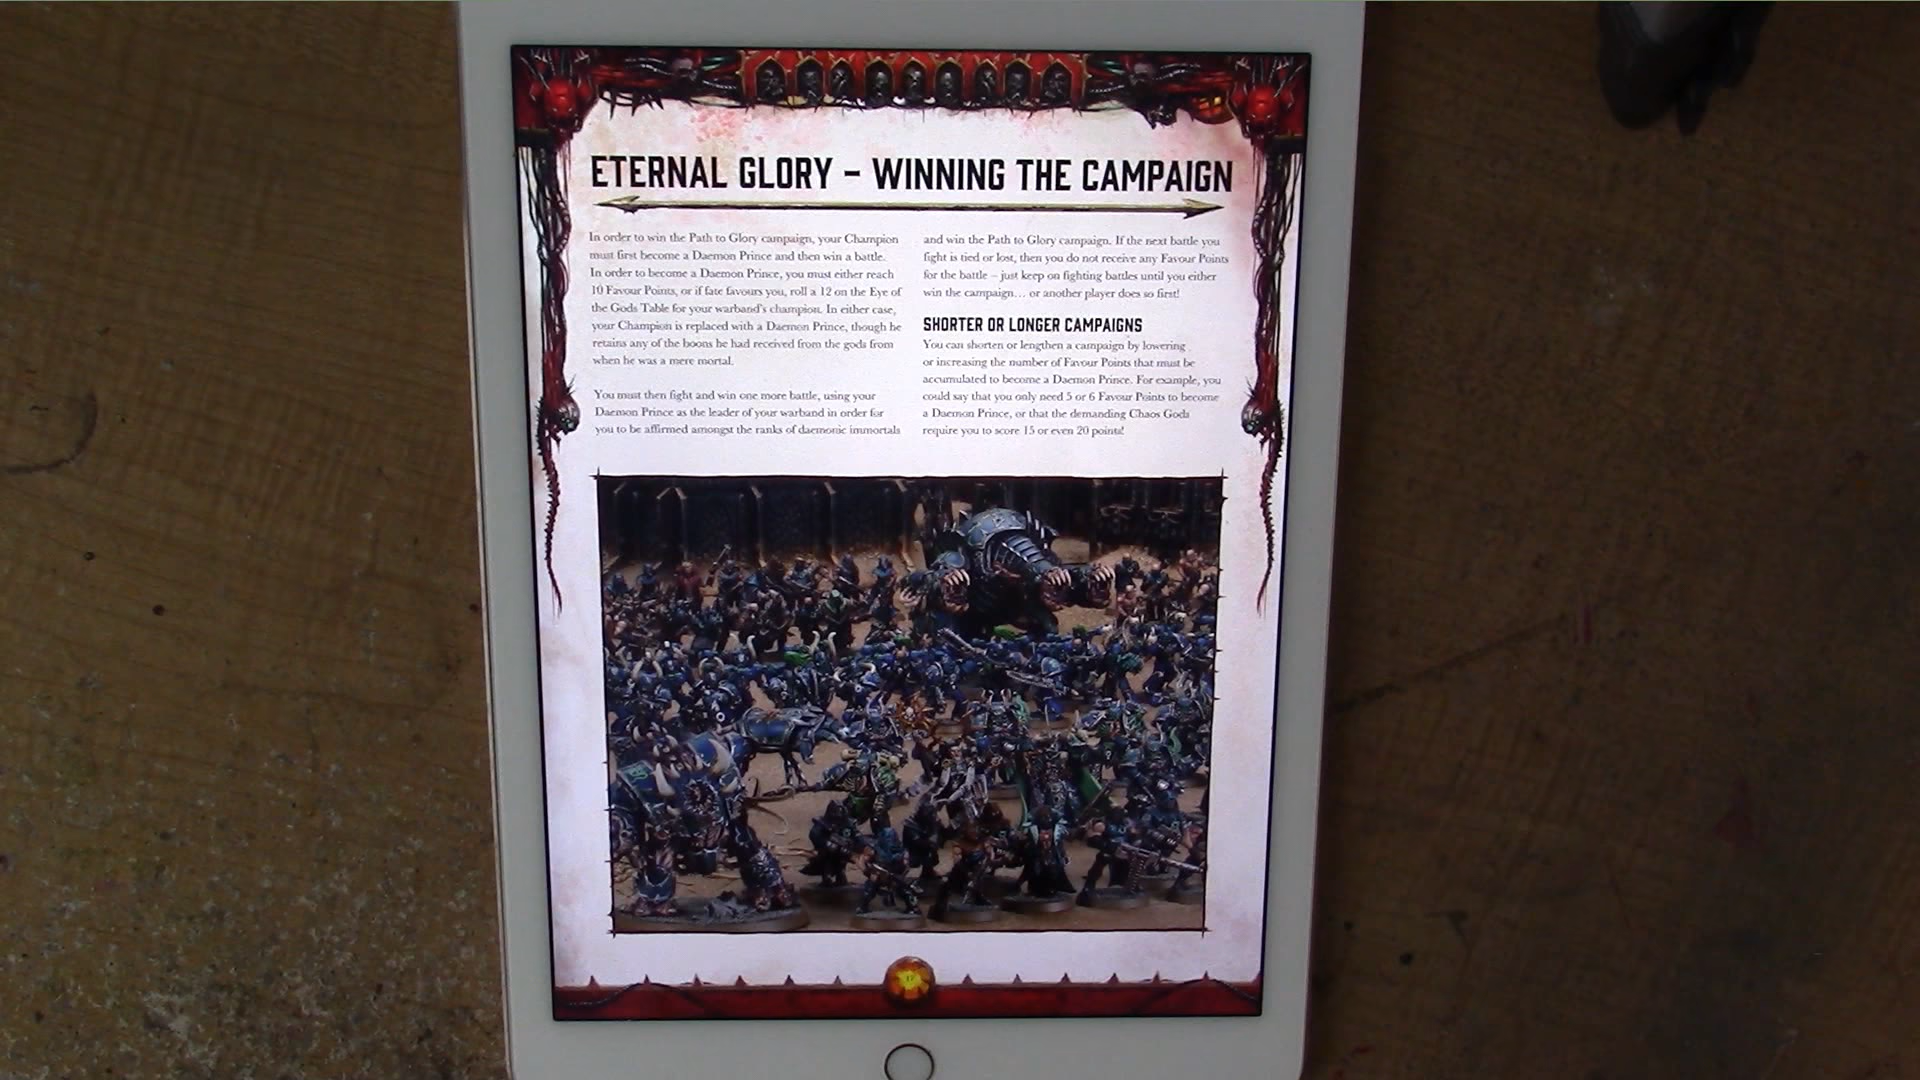 ETERNAL GLORY – WINNING THE CAMPAIGN
In order to win the Path to Glory campaign, your Champion
must first become a Daemon Prince and then win a battle.
In order to become a Daemon Prince, you must either reach
10 Favour Points, or if fate favours you, roll a 12 on the Eye of
the Gods Table for your warband's champion. In either case,
your Champion is replaced with a Daemon Prince, though he
retains any of the boons he had received from the gods from
when he was a mere mortal.
You must then fight and win one more battle, using your
Daemon Prince as the leader of your warband in order for
you to be affirmed amongst the ranks of daemonic immortals
and win the Path to Glory campaign. If the next battle you
fight is tied or lost, then you do not receive any Favour Points
for the battle – just keep on fighting battles until you either
win the campaign… or another player does so first!
SHORTER OR LONGER CAMPAIGNS
You can shorten or lengthen a campaign by lowering
or increasing the number of Favour Points that must be
accumulated to become a Daemon Prince. For example, you
could say that you only need 5 or 6 Favour Points to become
a Daemon Prince, or that the demanding Chaos Gods
require you to score 15 or even 20 points!